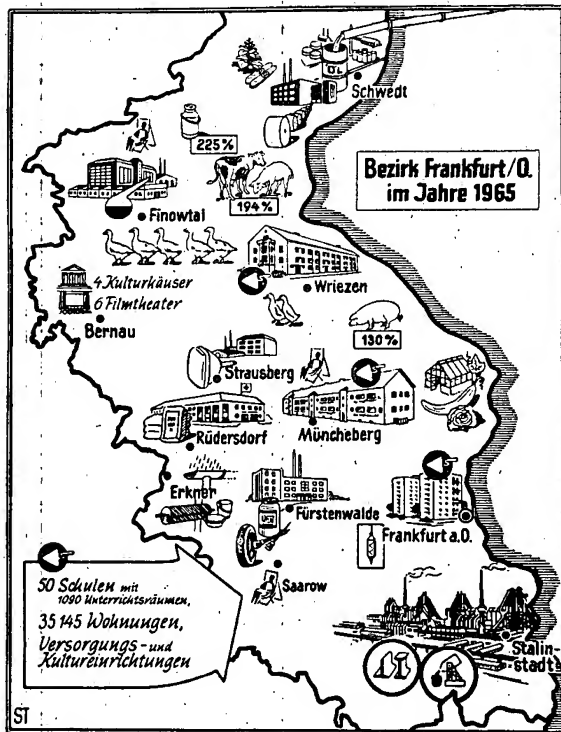 ÖL
Schwedt
225%
Bezirk Frankfurt/O.
im Jahre 1965
194%
Finowtal
4 Kulturhäuser
6 Filmtheater
Bernau
Wriezen
130%
Strausberg
Rüdersdorf
Müncheberg
Erkner
Fürstenwalde
Frankfurt a.O.
Saarow
50 Schulen mit
1090 Unterrichtsräumen,
35145 Wohnungen,
Versorgungs- und
Kultureinrichtungen
Stalin-
stadt
ST